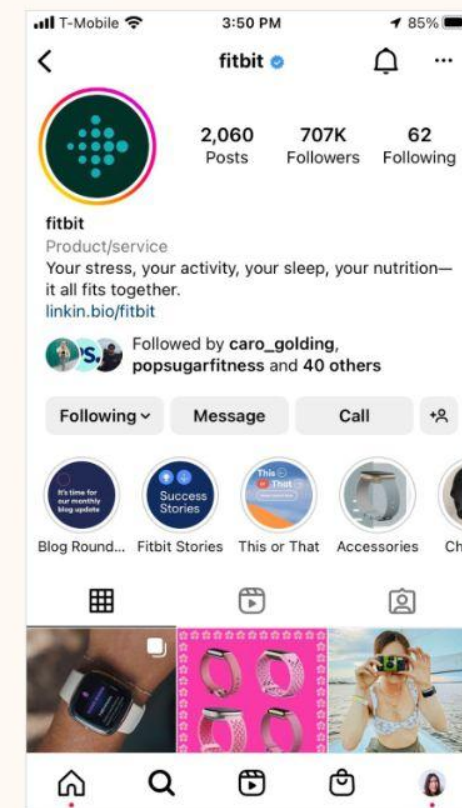 T-Mobile 3:50 PM 85%
fitbit
2,060 707K 62
Posts Followers Following
fitbit
Product/service
Your stress, your activity, your sleep, your nutrition—
it all fits together.
linkin.bio/fitbit
Followed by caro_golding,
popsugarfitness and 40 others
Following Message Call
It's time for
our monthly
blog update
Success
Stories
This
or That
Blog Round... Fitbit Stories This or That Accessories Ch